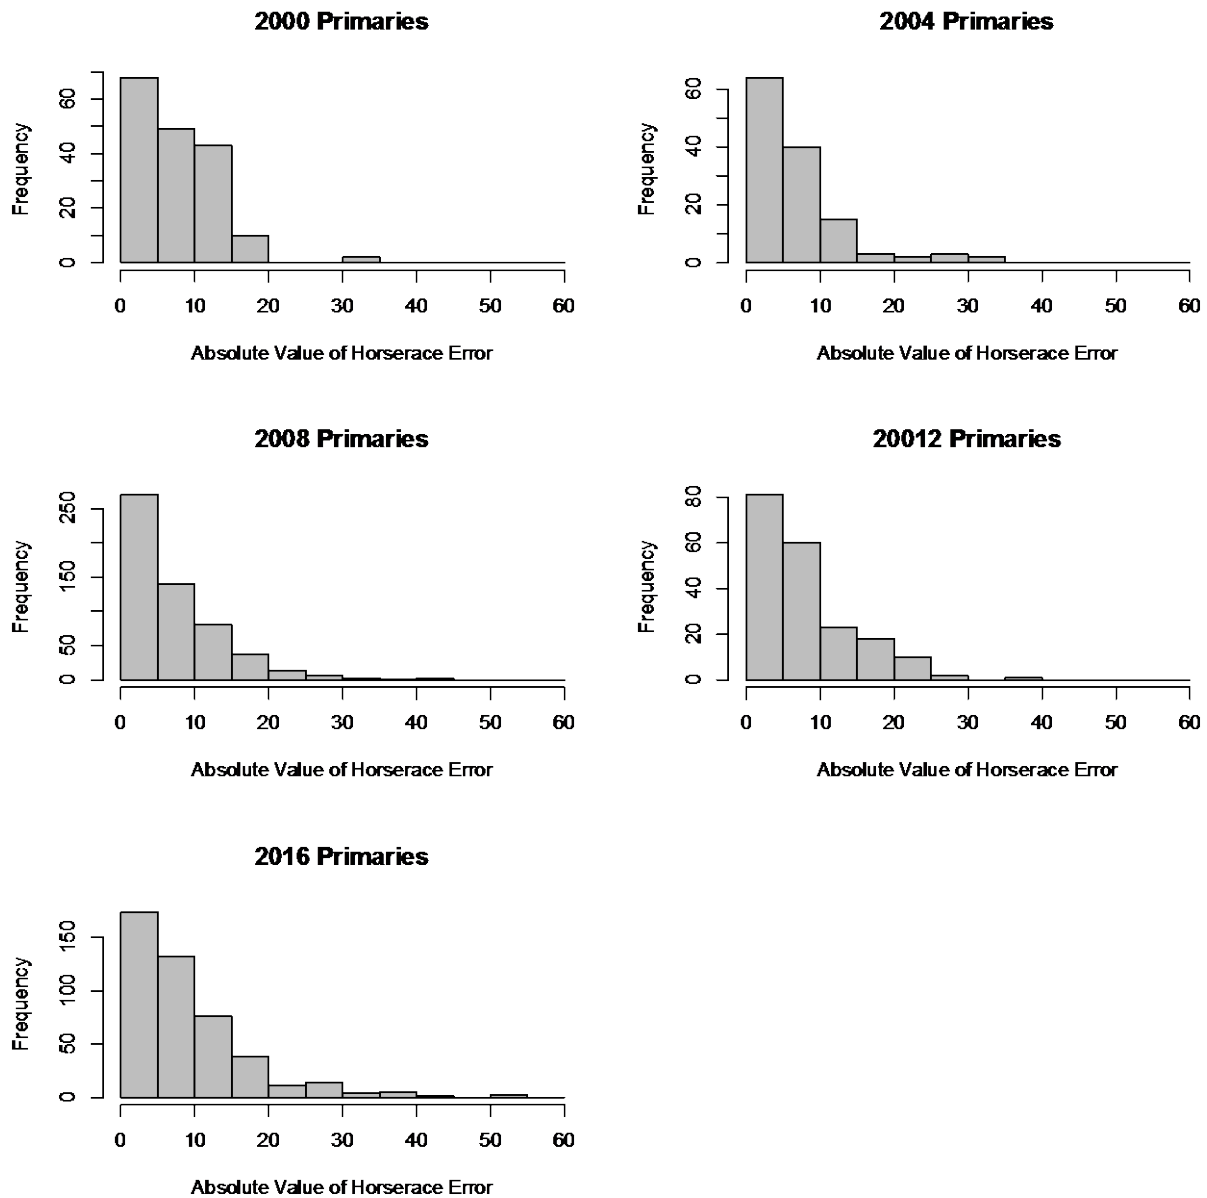 2000 Primaries
Frequency
60
40
20
0
0 10 20 30 40 50 60
Absolute Value of Horserace Error
2004 Primaries
Frequency
60
40
20
0
0 10 20 30 40 50 60
Absolute Value of Horserace Error
2008 Primaries
Frequency
250
150
50
0
0 10 20 30 40 50 60
Absolute Value of Horserace Error
20012 Primaries
Frequency
80
60
40
20
0
0 10 20 30 40 50 60
Absolute Value of Horserace Error
2016 Primaries
Frequency
150
100
50
0
0 10 20 30 40 50 60
Absolute Value of Horserace Error